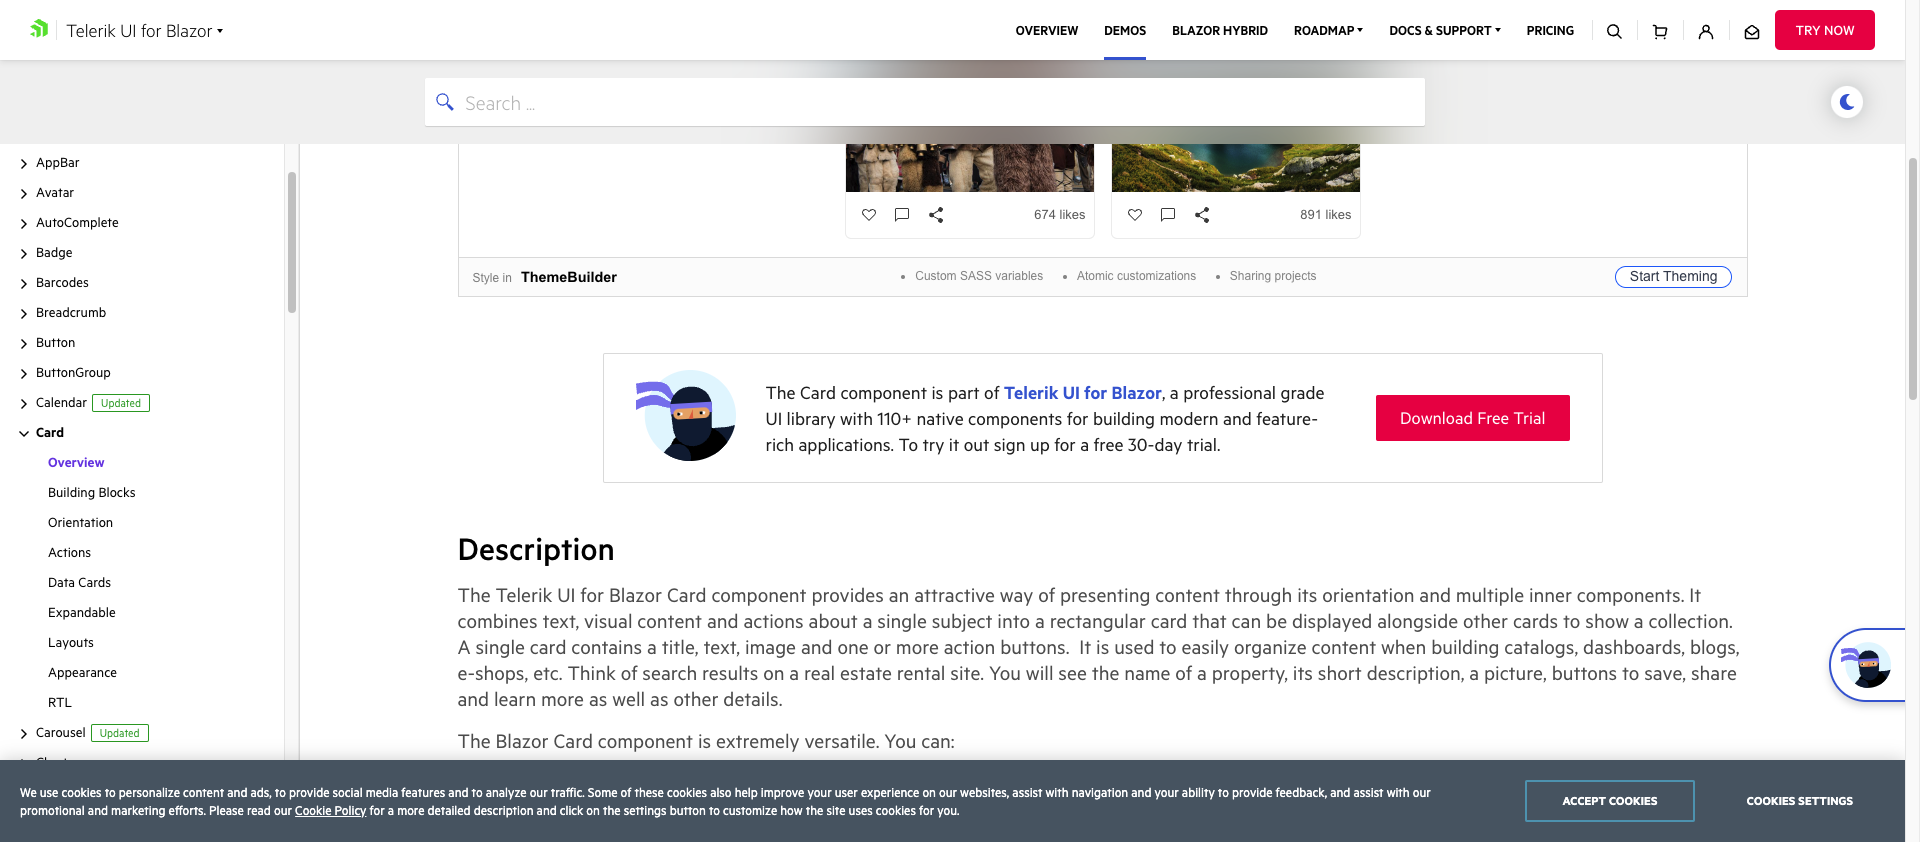 Telerik UI for Blazor
OVERVIEW
DEMOS
BLAZOR HYBRID
ROADMAP
DOCS & SUPPORT
PRICING
TRY NOW
Search ...
AppBar
Avatar
AutoComplete
Badge
Barcodes
Breadcrumb
Button
ButtonGroup
Calendar Updated
Card
Overview
Building Blocks
Orientation
Actions
Data Cards
Expandable
Layouts
Appearance
RTL
Carousel Updated
674 likes
891 likes
Style in ThemeBuilder
Custom SASS variables
Atomic customizations
Sharing projects
Start Theming
The Card component is part of Telerik UI for Blazor, a professional grade
UI library with 110+ native components for building modern and feature-
rich applications. To try it out sign up for a free 30-day trial.
Download Free Trial
Description
The Telerik UI for Blazor Card component provides an attractive way of presenting content through its orientation and multiple inner components. It
combines text, visual content and actions about a single subject into a rectangular card that can be displayed alongside other cards to show a collection.
A single card contains a title, text, image and one or more action buttons.  It is used to easily organize content when building catalogs, dashboards, blogs,
e-shops, etc. Think of search results on a real estate rental site. You will see the name of a property, its short description, a picture, buttons to save, share
and learn more as well as other details.
The Blazor Card component is extremely versatile. You can:
We use cookies to personalize content and ads, to provide social media features and to analyze our traffic. Some of these cookies also help improve your user experience on our websites, assist with navigation and your ability to provide feedback, and assist with our
promotional and marketing efforts. Please read our Cookie Policy for a more detailed description and click on the settings button to customize how the site uses cookies for you.
ACCEPT COOKIES
COOKIES SETTINGS